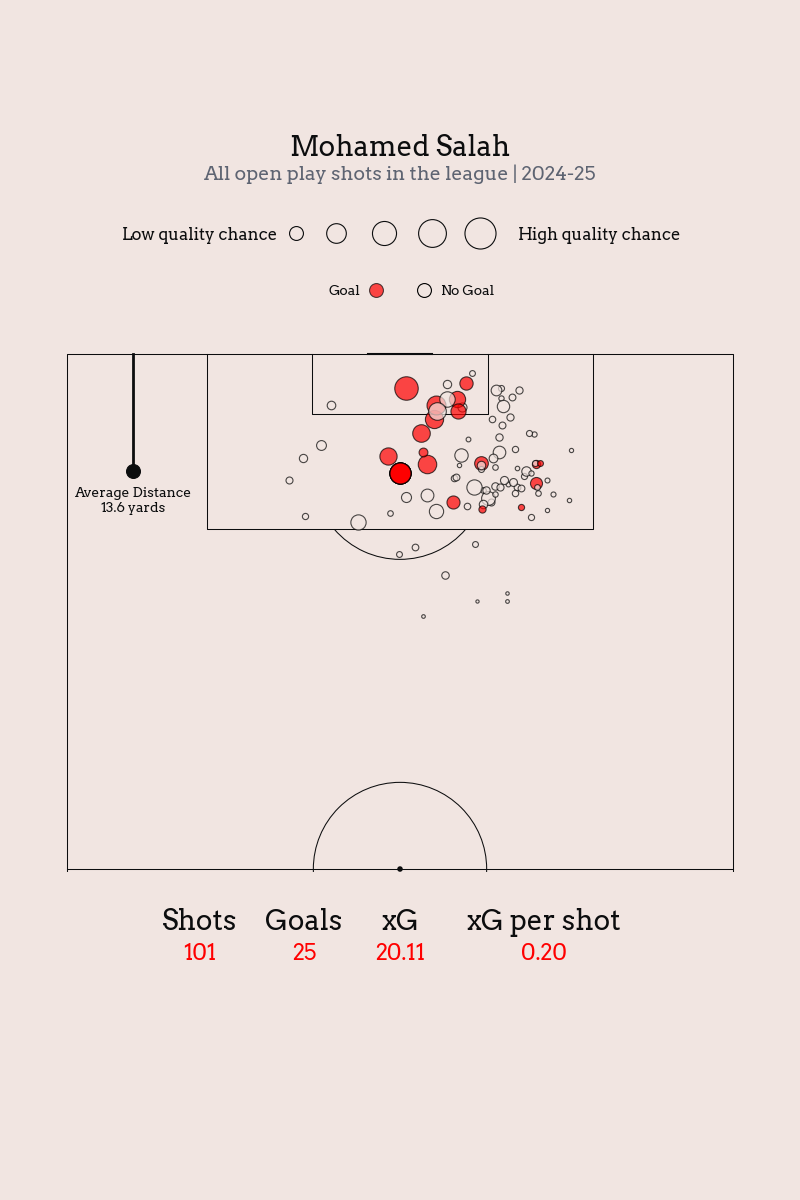 Mohamed Salah
All open play shots in the league | 2024-25
Low quality chance High quality chance
Goal No Goal
Average Distance
13.6 yards
Shots Goals xG xG per shot
101 25 20.11 0.20